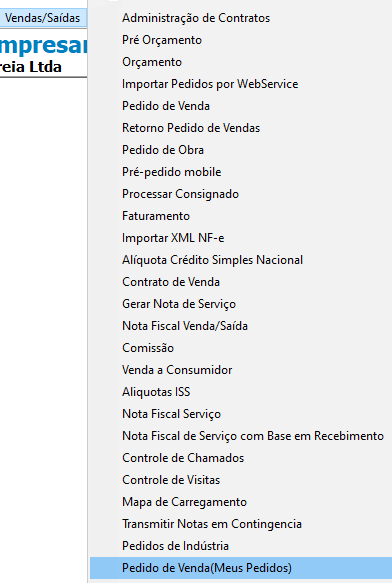 Vendas/Saídas
mpresar
reia Ltda
Administração de Contratos
Pré Orçamento
Orçamento
Importar Pedidos por WebService
Pedido de Venda
Retorno Pedido de Vendas
Pedido de Obra
Pré-pedido mobile
Processar Consignado
Faturamento
Importar XML NF-e
Alíquota Crédito Simples Nacional
Contrato de Venda
Gerar Nota de Serviço
Nota Fiscal Venda/Saída
Comissão
Venda a Consumidor
Aliquotas ISS
Nota Fiscal Serviço
Nota Fiscal de Serviço com Base em Recebimento
Controle de Chamados
Controle de Visitas
Mapa de Carregamento
Transmitir Notas em Contingencia
Pedidos de Indústria
Pedido de Venda(Meus Pedidos)